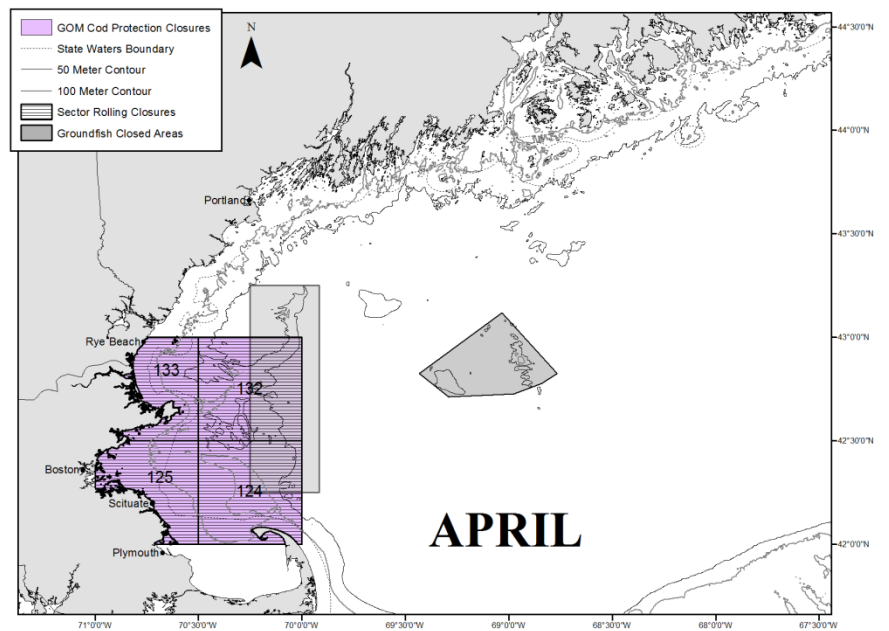 GOM Cod Protection Closures
State Waters Boundary
50 Meter Contour
100 Meter Contour
Sector Rolling Closures
Groundfish Closed Areas
N
44°30'0"N
44°0'0"N
Portland
43°30'0"N
Rye Beach
43°0'0"N
133
132
42°30'0"N
Boston
125
124
Scituate
APRIL
Plymouth
42°0'0"N
71°0'0"W
70°30'0"W
70°0'0"W
69°30'0"W
69°0'0"W
68°30'0"W
68°0'0"W
67°30'0"W